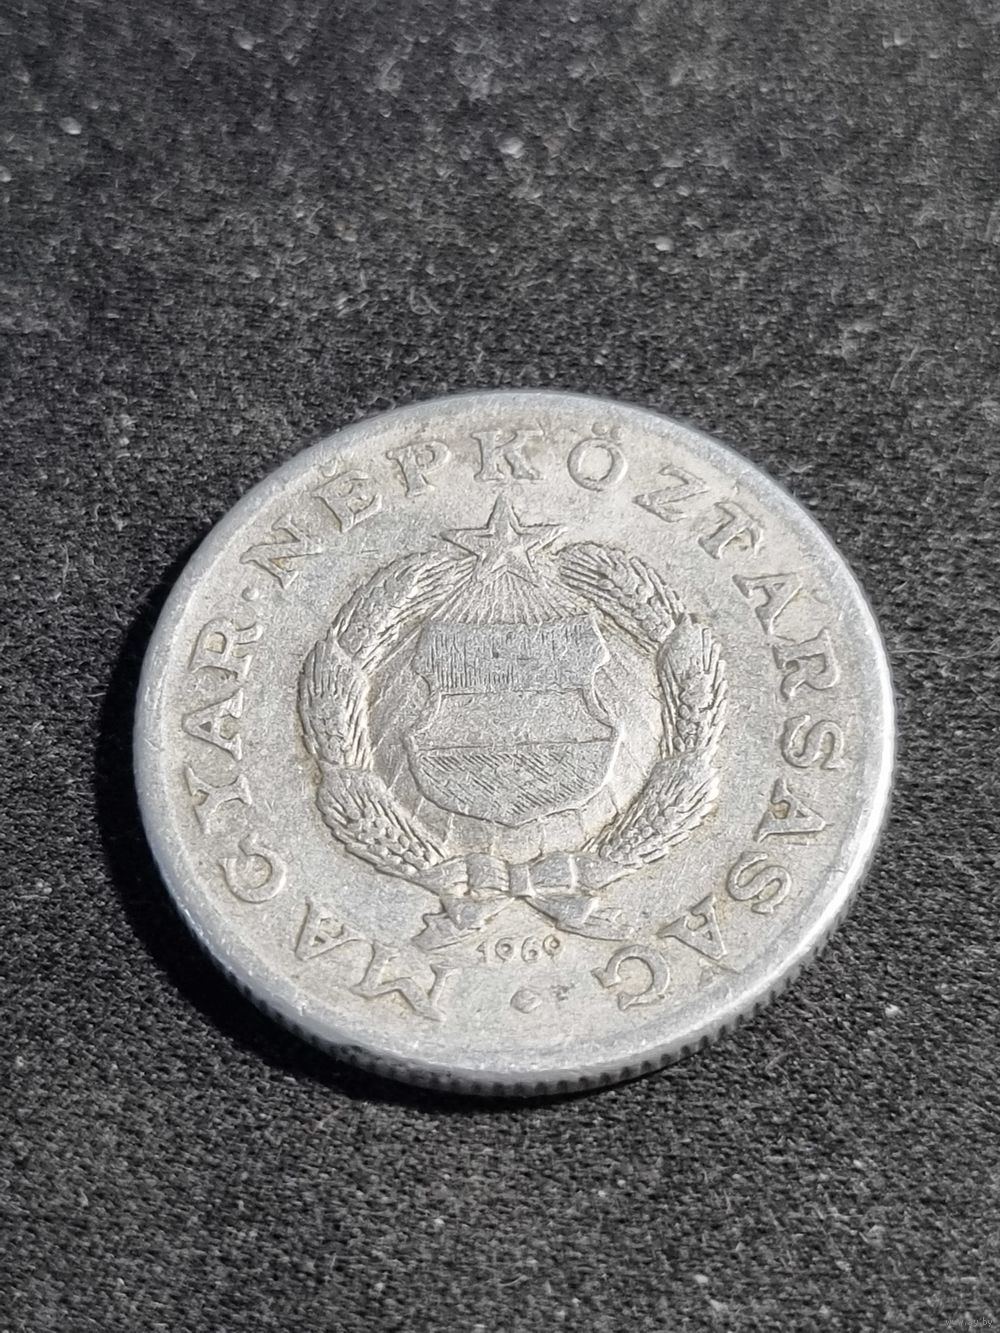 MAGYAR · NÉPKÖZTÁRSASÁG
1969